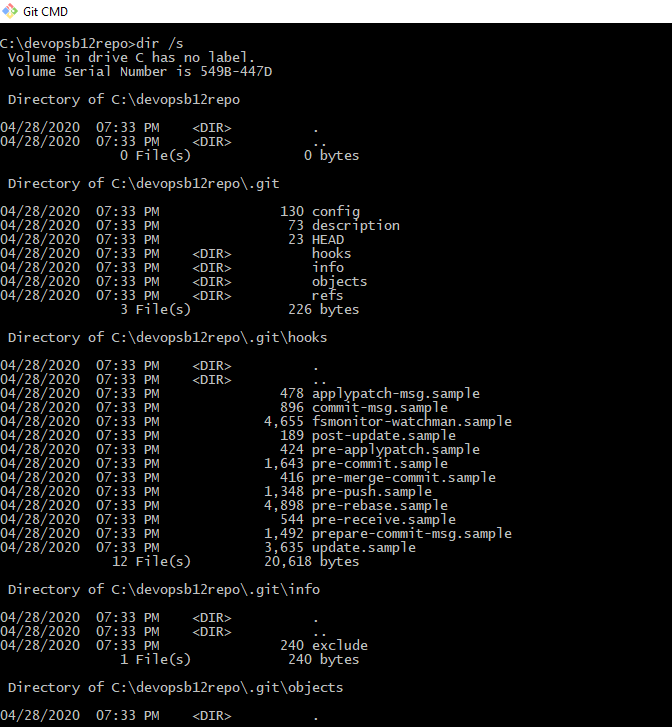 Git CMD
C:\devopsb12repo>dir /s
 Volume in drive C has no label.
 Volume Serial Number is 549B-447D
 Directory of C:\devopsb12repo
04/28/2020  07:33 PM    <DIR>          .
04/28/2020  07:33 PM    <DIR>          ..
               0 File(s)              0 bytes
 Directory of C:\devopsb12repo\.git
04/28/2020  07:33 PM               130 config
04/28/2020  07:33 PM                73 description
04/28/2020  07:33 PM                23 HEAD
04/28/2020  07:33 PM    <DIR>          hooks
04/28/2020  07:33 PM    <DIR>          info
04/28/2020  07:33 PM    <DIR>          objects
04/28/2020  07:33 PM    <DIR>          refs
               3 File(s)            226 bytes
 Directory of C:\devopsb12repo\.git\hooks
04/28/2020  07:33 PM    <DIR>          .
04/28/2020  07:33 PM    <DIR>          ..
04/28/2020  07:33 PM               478 applypatch-msg.sample
04/28/2020  07:33 PM               896 commit-msg.sample
04/28/2020  07:33 PM             4,655 fsmonitor-watchman.sample
04/28/2020  07:33 PM               189 post-update.sample
04/28/2020  07:33 PM               424 pre-applypatch.sample
04/28/2020  07:33 PM             1,643 pre-commit.sample
04/28/2020  07:33 PM               416 pre-merge-commit.sample
04/28/2020  07:33 PM             1,348 pre-push.sample
04/28/2020  07:33 PM             4,898 pre-rebase.sample
04/28/2020  07:33 PM               544 pre-receive.sample
04/28/2020  07:33 PM             1,492 prepare-commit-msg.sample
04/28/2020  07:33 PM             3,635 update.sample
              12 File(s)         20,618 bytes
 Directory of C:\devopsb12repo\.git\info
04/28/2020  07:33 PM    <DIR>          .
04/28/2020  07:33 PM    <DIR>          ..
04/28/2020  07:33 PM               240 exclude
               1 File(s)            240 bytes
 Directory of C:\devopsb12repo\.git\objects
04/28/2020  07:33 PM    <DIR>          .